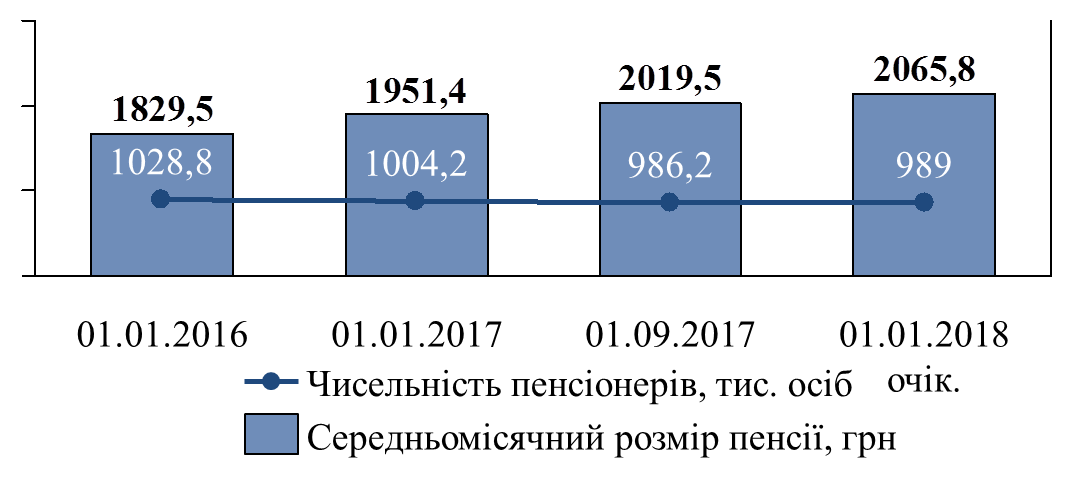 1829,5 1951,4 2019,5 2065,8
1028,8 1004,2 986,2 989
01.01.2016 01.01.2017 01.09.2017 01.01.2018
очік.
Чисельність пенсіонерів, тис. осіб
Середньомісячний розмір пенсії, грн